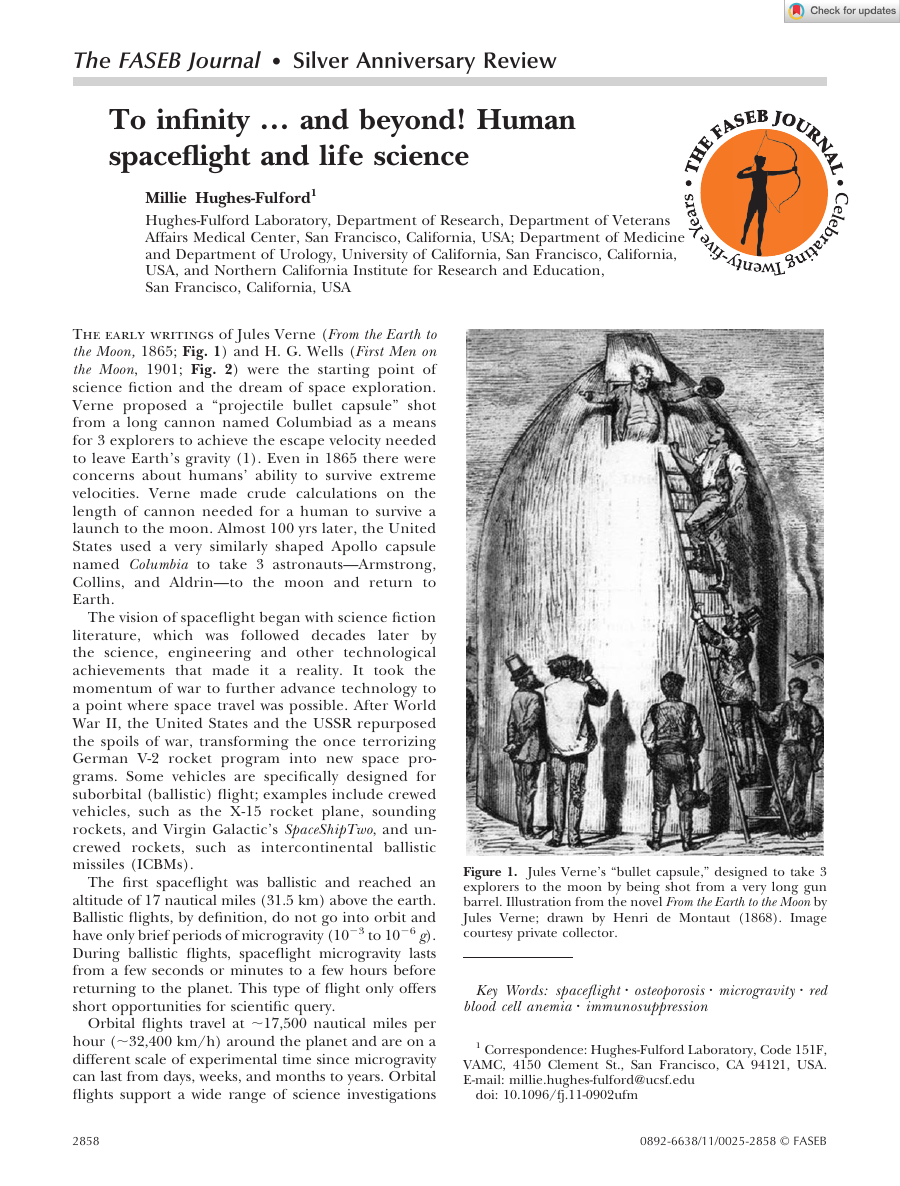 Check for updates
The FASEB Journal • Silver Anniversary Review
To infinity … and beyond! Human
spaceflight and life science
THE FASEB JOURNAL • Celebrating Twenty-five Years •
Millie Hughes-Fulford1
Hughes-Fulford Laboratory, Department of Research, Department of Veterans
Affairs Medical Center, San Francisco, California, USA; Department of Medicine
and Department of Urology, University of California, San Francisco, California,
USA, and Northern California Institute for Research and Education,
San Francisco, California, USA
The early writings of Jules Verne (From the Earth to
the Moon, 1865; Fig. 1) and H. G. Wells (First Men on
the Moon, 1901; Fig. 2) were the starting point of
science fiction and the dream of space exploration.
Verne proposed a “projectile bullet capsule” shot
from a long cannon named Columbiad as a means
for 3 explorers to achieve the escape velocity needed
to leave Earth’s gravity (1). Even in 1865 there were
concerns about humans’ ability to survive extreme
velocities. Verne made crude calculations on the
length of cannon needed for a human to survive a
launch to the moon. Almost 100 yrs later, the United
States used a very similarly shaped Apollo capsule
named Columbia to take 3 astronauts—Armstrong,
Collins, and Aldrin—to the moon and return to
Earth.
The vision of spaceflight began with science fiction
literature, which was followed decades later by
the science, engineering and other technological
achievements that made it a reality. It took the
momentum of war to further advance technology to
a point where space travel was possible. After World
War II, the United States and the USSR repurposed
the spoils of war, transforming the once terrorizing
German V-2 rocket program into new space pro-
grams. Some vehicles are specifically designed for
suborbital (ballistic) flight; examples include crewed
vehicles, such as the X-15 rocket plane, sounding
rockets, and Virgin Galactic’s SpaceShipTwo, and un-
crewed rockets, such as intercontinental ballistic
missiles (ICBMs).
The first spaceflight was ballistic and reached an
altitude of 17 nautical miles (31.5 km) above the earth.
Ballistic flights, by definition, do not go into orbit and
have only brief periods of microgravity (10−3 to 10−6 g).
During ballistic flights, spaceflight microgravity lasts
from a few seconds or minutes to a few hours before
returning to the planet. This type of flight only offers
short opportunities for scientific query.
Orbital flights travel at ~17,500 nautical miles per
hour (~32,400 km/h) around the planet and are on a
different scale of experimental time since microgravity
can last from days, weeks, and months to years. Orbital
flights support a wide range of science investigations
Figure 1. Jules Verne’s “bullet capsule,” designed to take 3
explorers to the moon by being shot from a very long gun
barrel. Illustration from the novel From the Earth to the Moon by
Jules Verne; drawn by Henri de Montaut (1868). Image
courtesy private collector.
Key Words: spaceflight · osteoporosis · microgravity · red
blood cell anemia · immunosuppression
1 Correspondence: Hughes-Fulford Laboratory, Code 151F,
VAMC, 4150 Clement St., San Francisco, CA 94121, USA.
E-mail: millie.hughes-fulford@ucsf.edu
doi: 10.1096/fj.11-0902ufm
2858
0892-6638/11/0025-2858 © FASEB